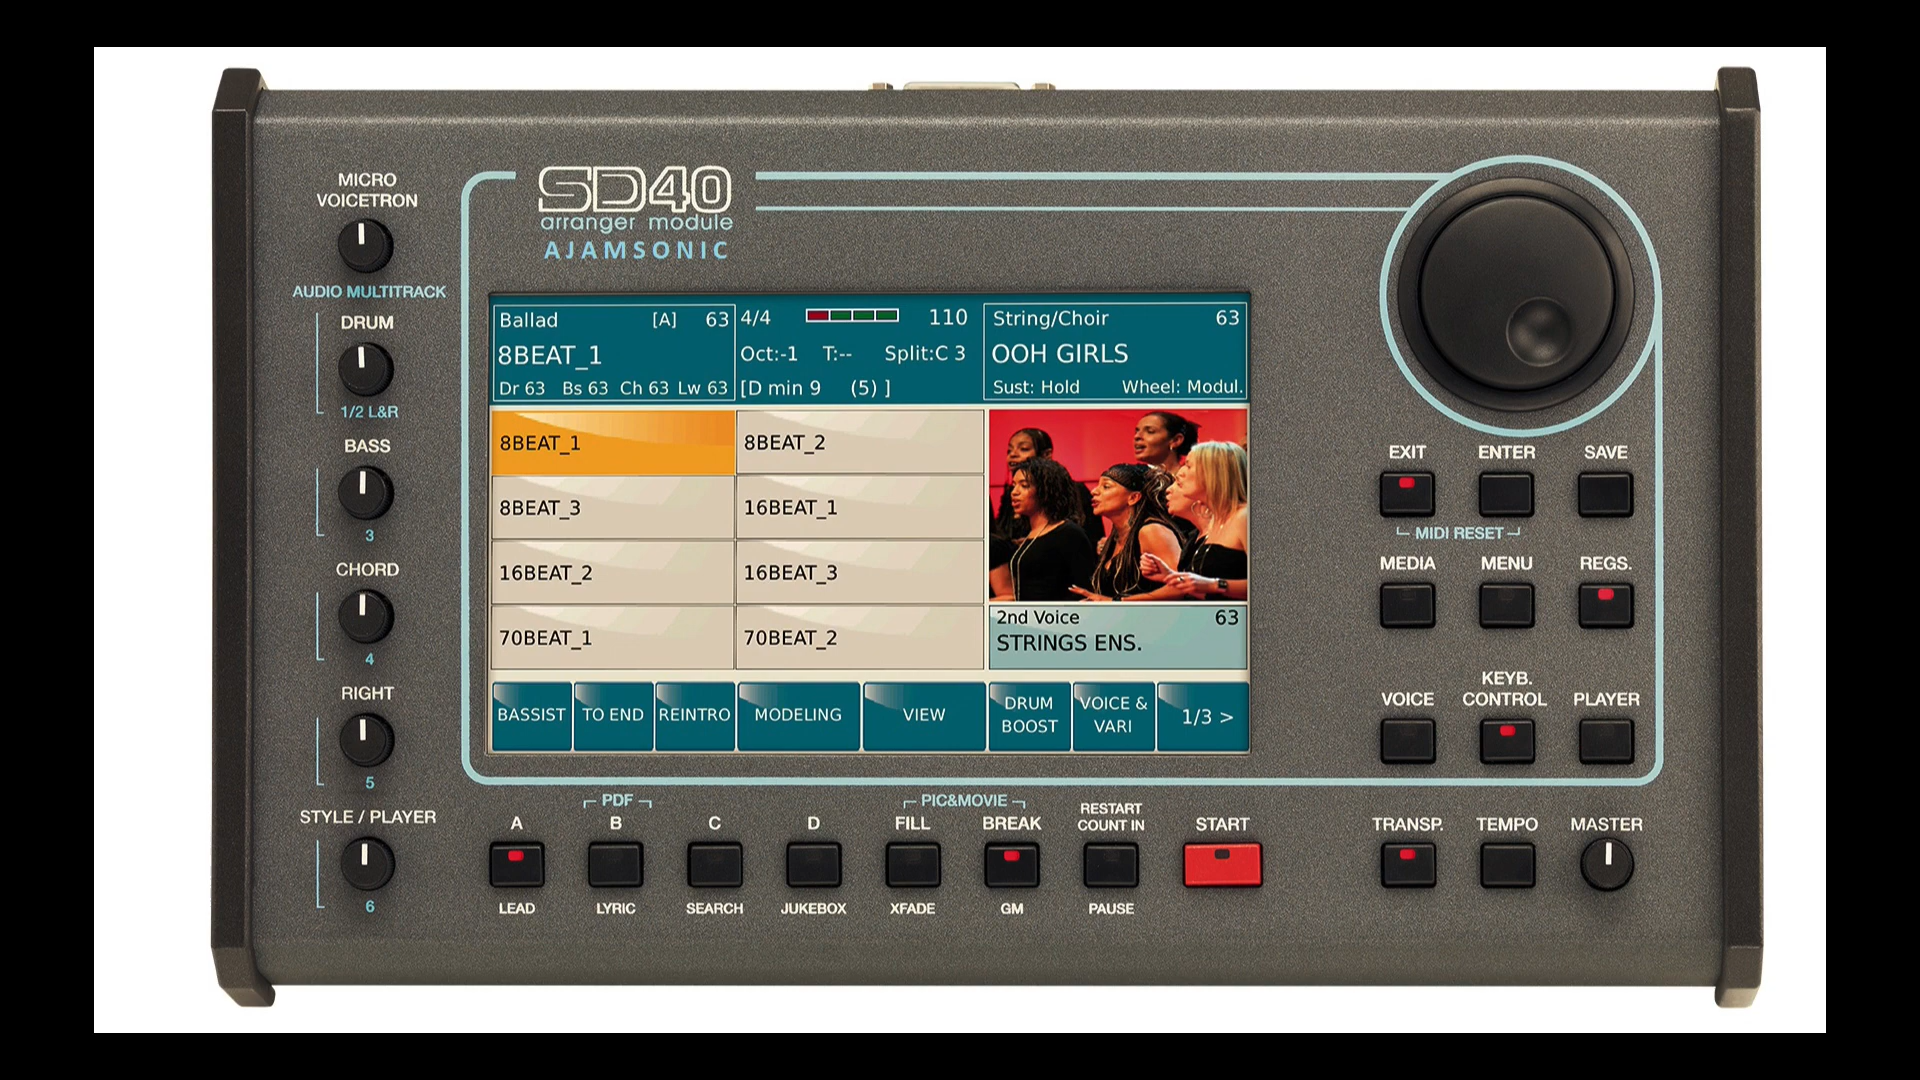 SD40
arranger module
AJAMSONIC
MICRO
VOICETRON
AUDIO MULTITRACK
DRUM
1/2 L&R
BASS
3
CHORD
4
RIGHT
5
STYLE / PLAYER
6
Ballad [A] 63
8BEAT_1
Dr 63 Bs 63 Ch 63 Lw 63
4/4 110
Oct:-1 T:-- Split:C 3
[D min 9 (5) ]
String/Choir 63
OOH GIRLS
Sust: Hold Wheel: Modul.
8BEAT_1 8BEAT_2
8BEAT_3 16BEAT_1
16BEAT_2 16BEAT_3
70BEAT_1 70BEAT_2
2nd Voice 63
STRINGS ENS.
BASSIST TO END REINTRO MODELING VIEW
DRUM
BOOST
VOICE &
VARI
1/3 >
EXIT ENTER SAVE
MIDI RESET
MEDIA MENU REGS.
VOICE
KEYB.
CONTROL
PLAYER
PDF
PIC&MOVIE
A B C D FILL BREAK
RESTART
COUNT IN
START
TRANSP. TEMPO MASTER
LEAD LYRIC SEARCH JUKEBOX XFADE GM PAUSE